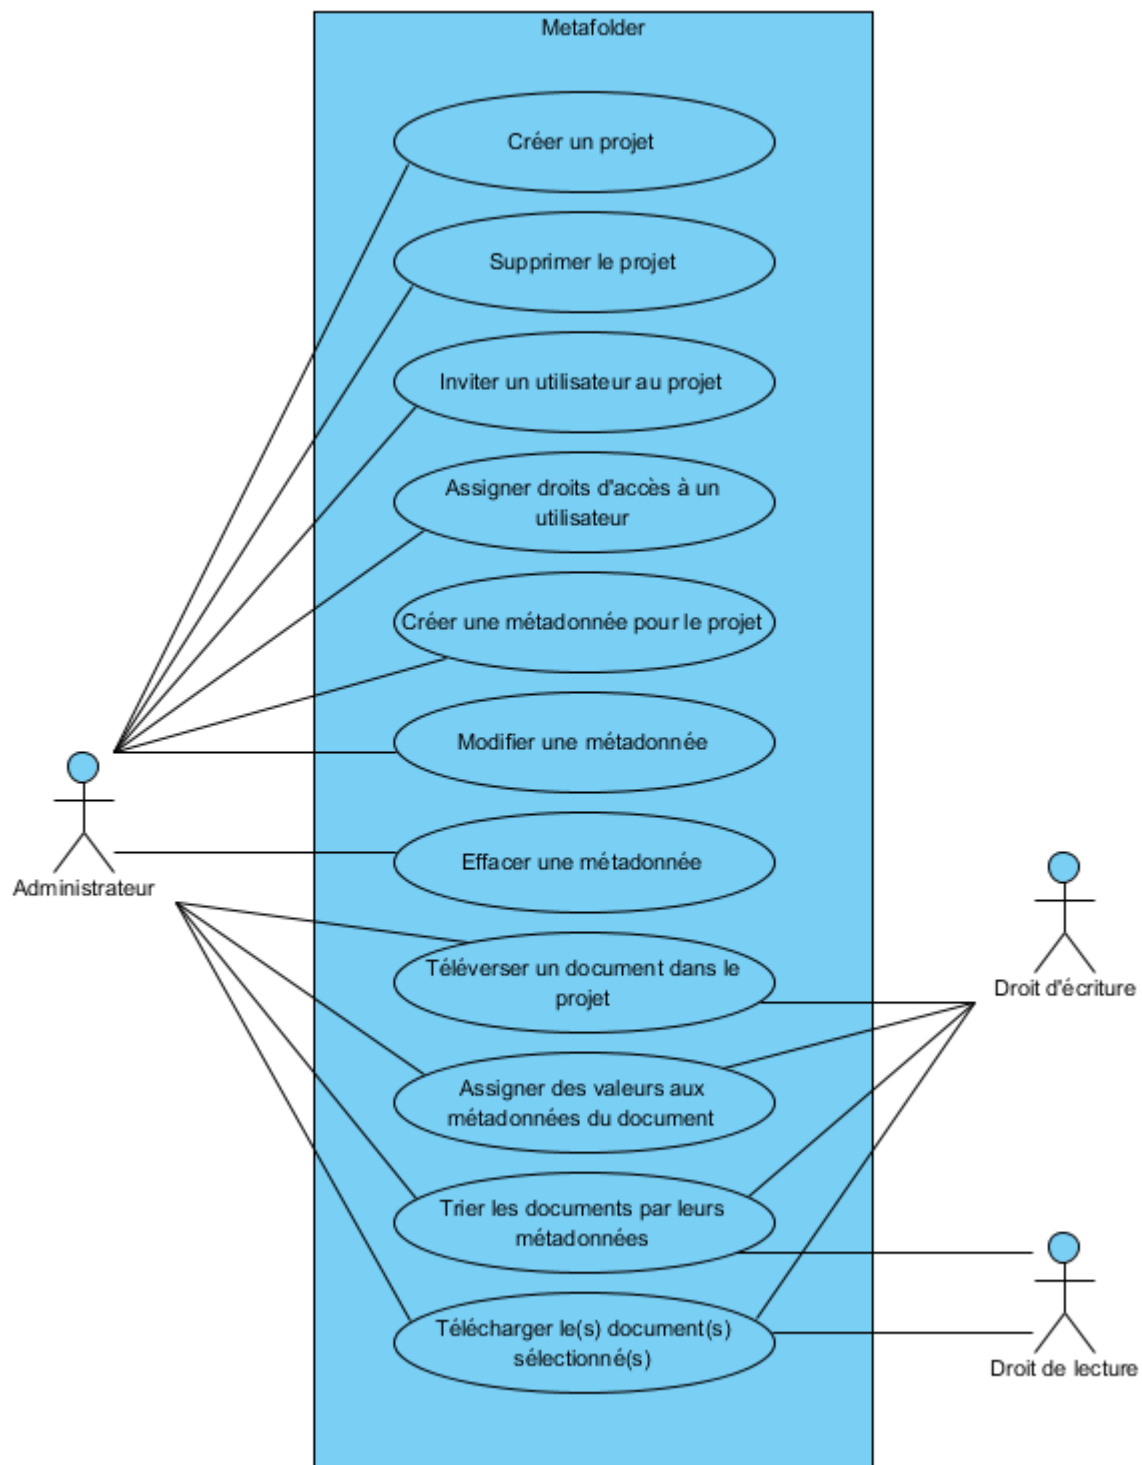 Metafolder
Créer un projet
Supprimer le projet
Inviter un utilisateur au projet
Assigner droits d'accès à un
utilisateur
Créer une métadonnée pour le projet
Modifier une métadonnée
Effacer une métadonnée
Administrateur
Téléverser un document dans le
projet
Droit d'écriture
Assigner des valeurs aux
métadonnées du document
Trier les documents par leurs
métadonnées
Télécharger le(s) document(s)
sélectionné(s)
Droit de lecture